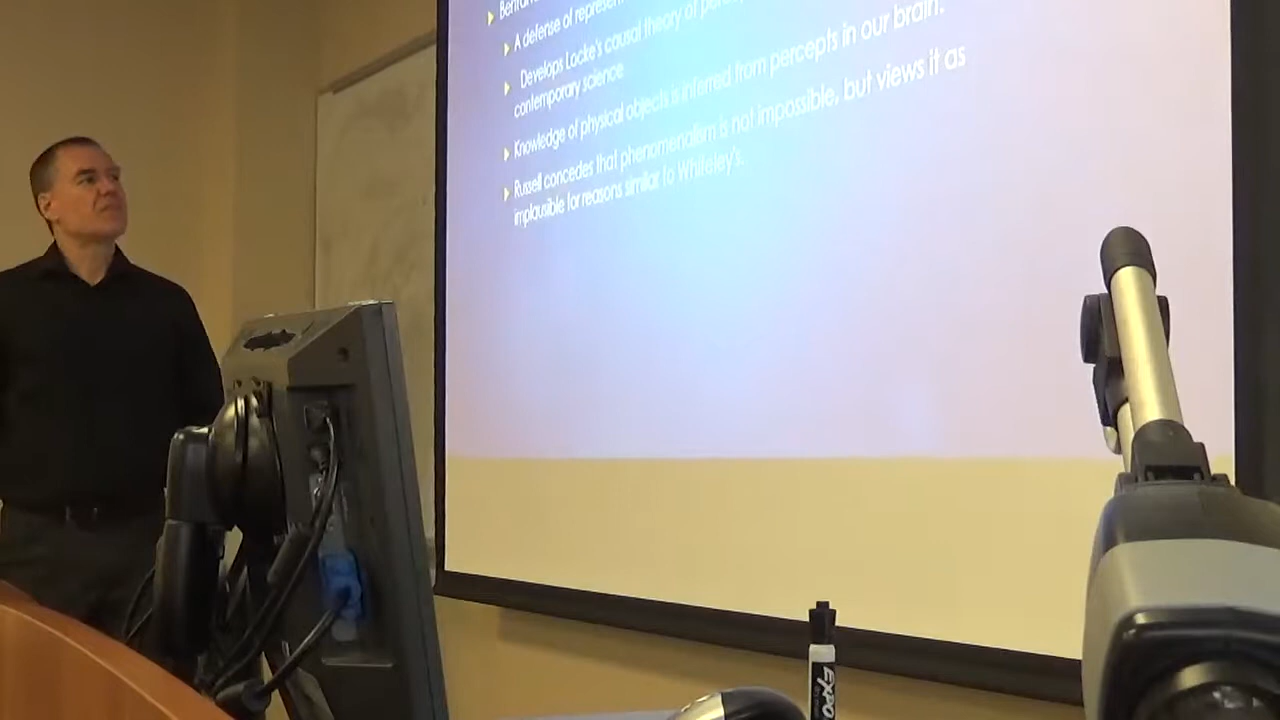 A defense of
Develops Locke's causal theory of
contemporary science
Knowledge of physical objects is inferred from percepts in our brain.
Russell concedes that phenomenalism is not impossible, but views it as
implausible for reasons similar to Whiteley's.
EXPO